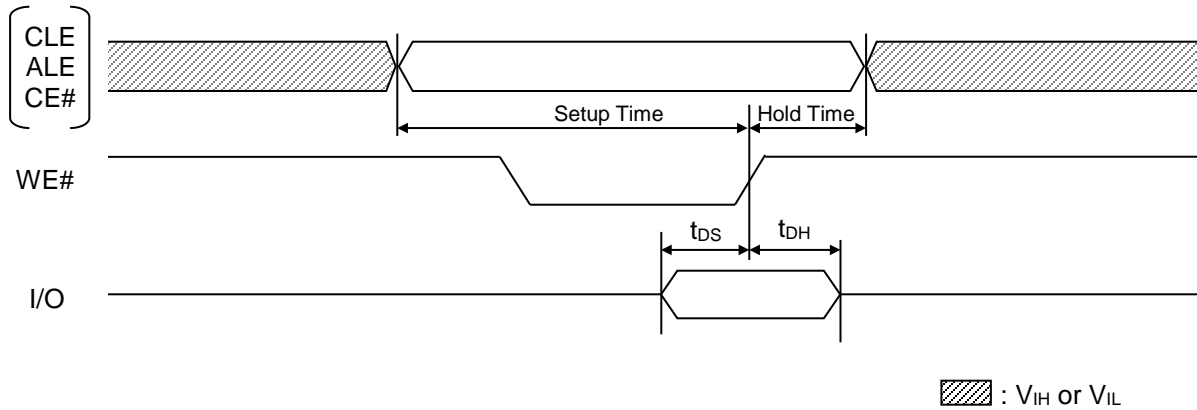 CLE
ALE
CE#
Setup Time
Hold Time
WE#
tDS
tDH
I/O
: VIH or VIL